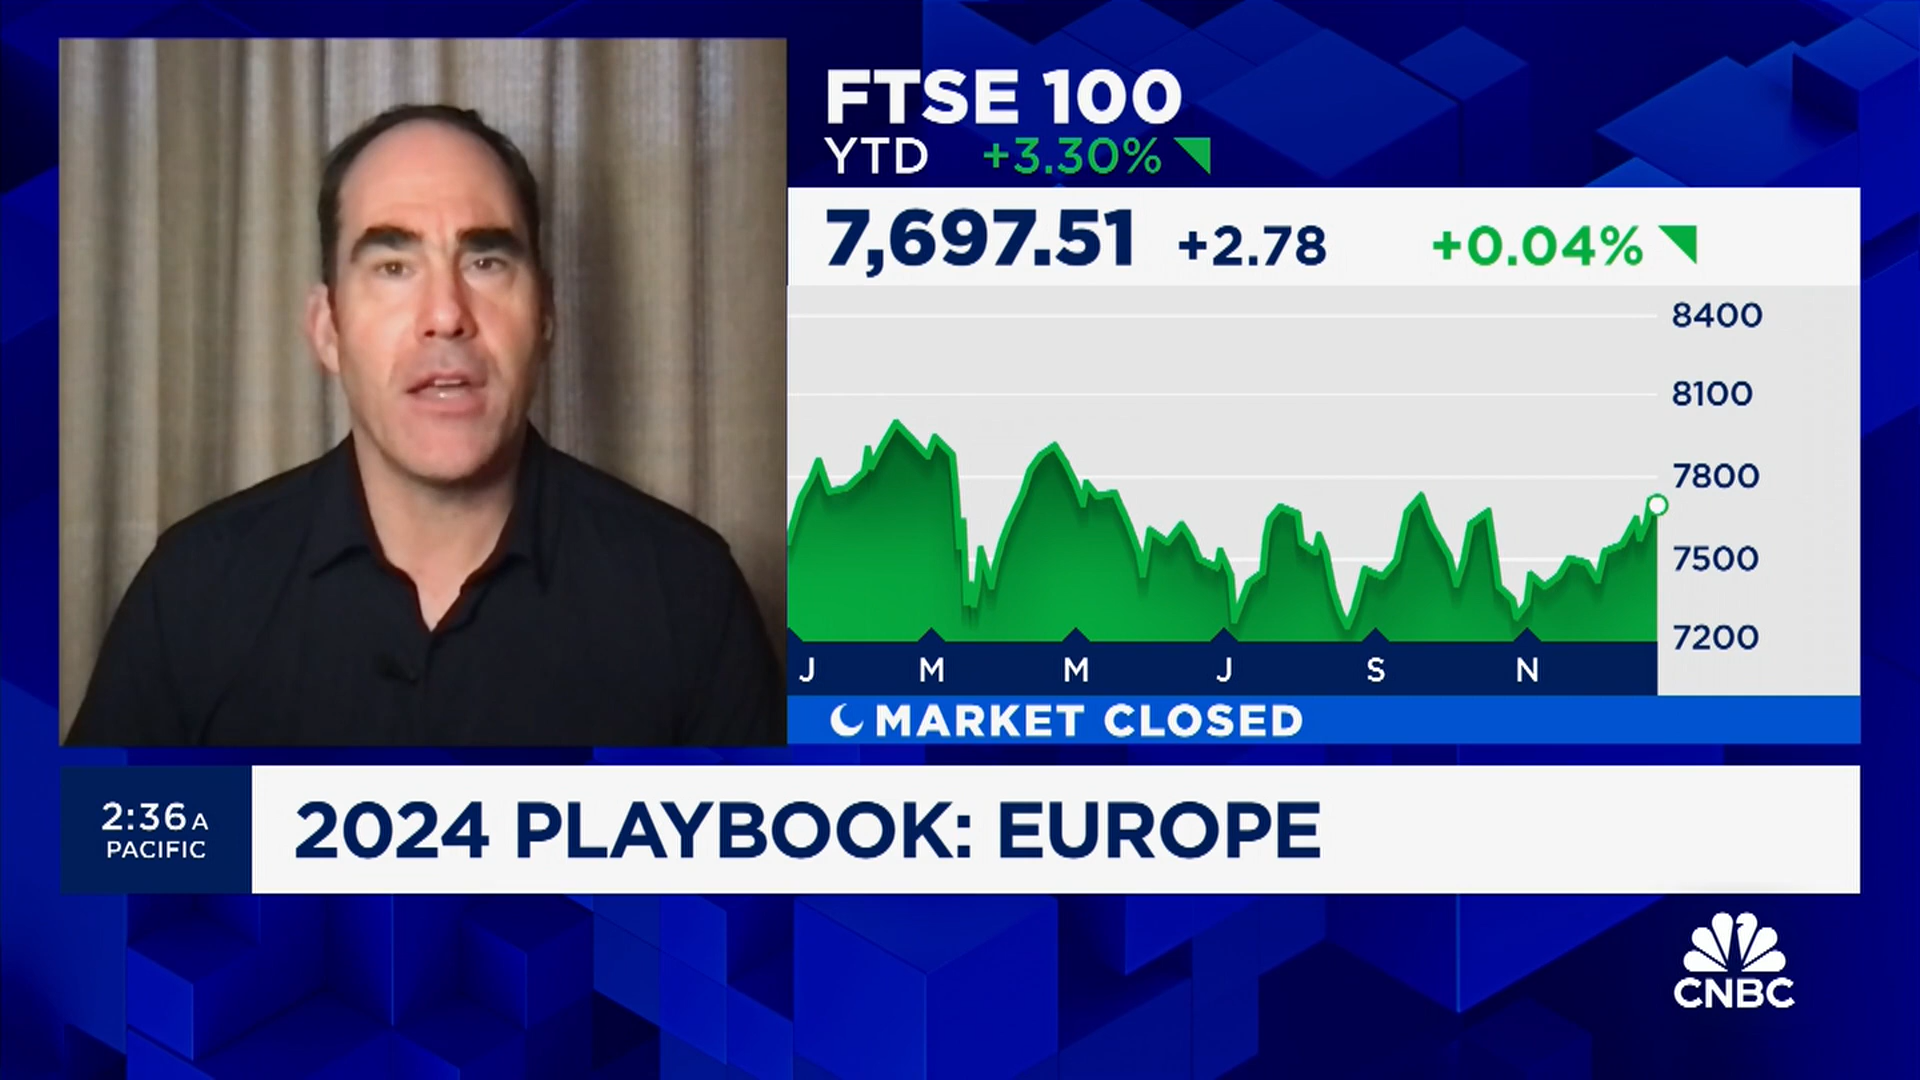 FTSE 100
YTD +3.30%
7,697.51 +2.78 +0.04%
8400
8100
7800
7500
7200
J M M J S N
MARKET CLOSED
2:36A
PACIFIC
2024 PLAYBOOK: EUROPE
CNBC